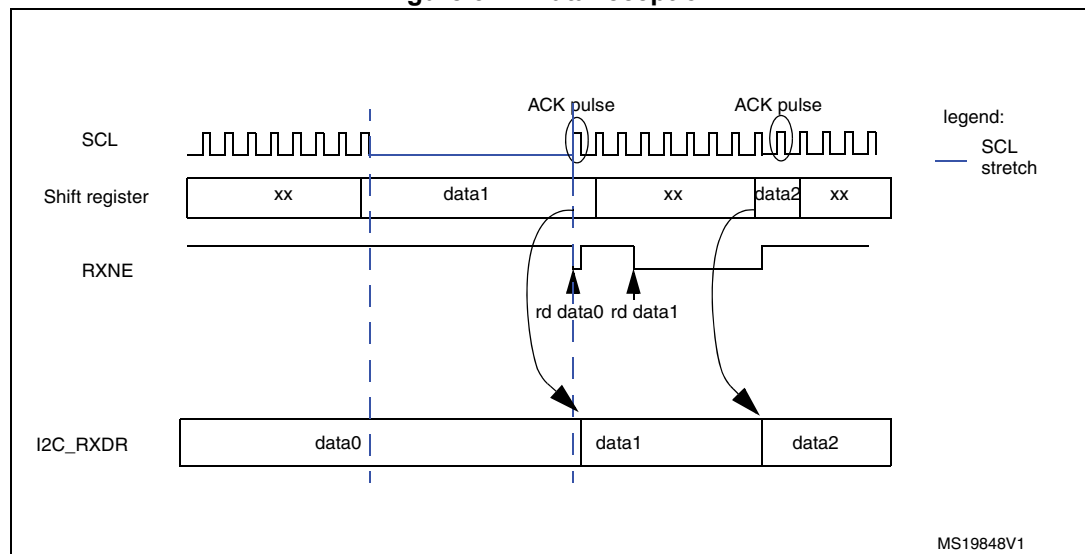 ACK pulse ACK pulse
legend:
SCL
SCL
stretch
Shift register xx data1 xx data2 xx
RXNE
rd data0 rd data1
I2C_RXDR data0 data1 data2
MS19848V1